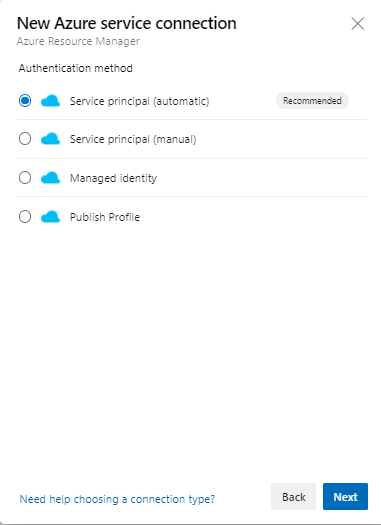 New Azure service connection
Azure Resource Manager
Authentication method
Service principal (automatic) Recommended
Service principal (manual)
Managed identity
Publish Profile
Need help choosing a connection type? Back Next